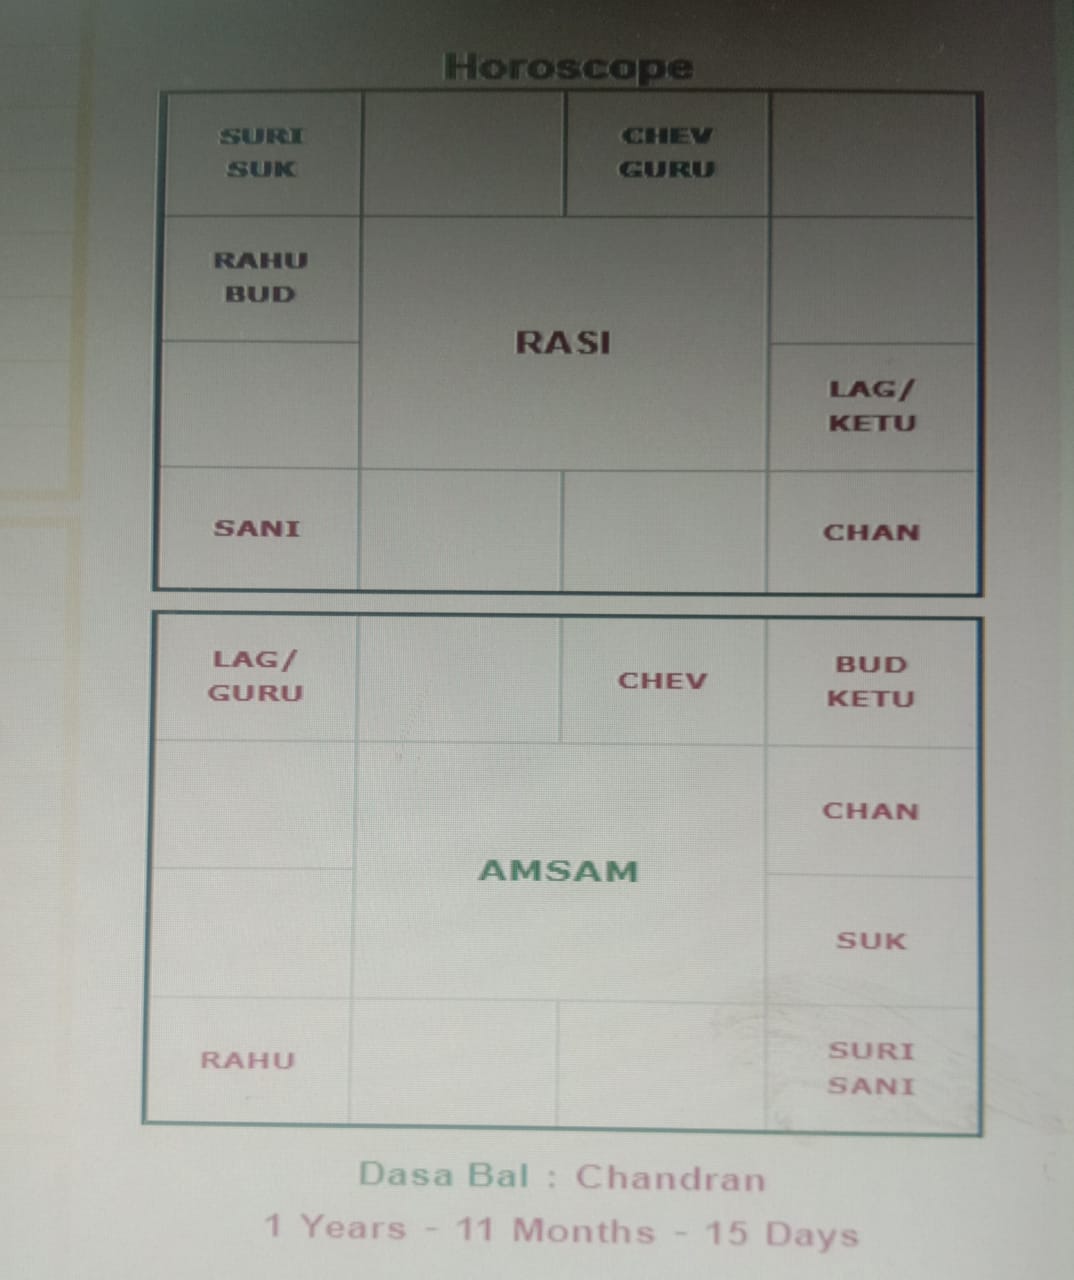 Horoscope
SURI
SUK
CHEV
GURU
RAHU
BUD
RASI
LAG/
KETU
SANI
CHAN
LAG/
GURU
CHEV
BUD
KETU
CHAN
AMSAM
SUK
RAHU
SURI
SANI
Dasa Bal : Chandran
1 Years - 11 Months - 15 Days